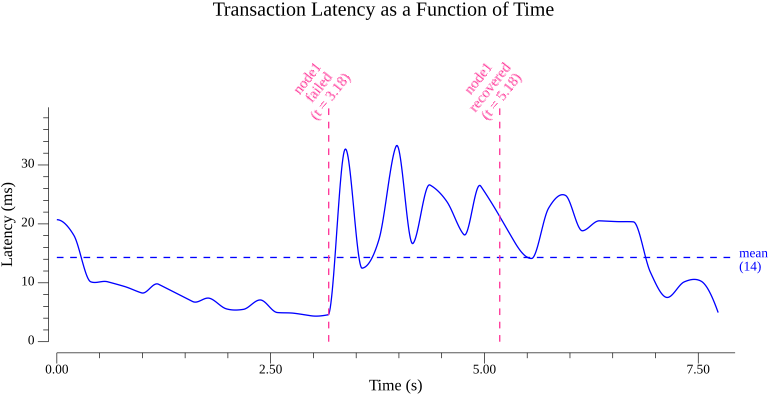 Transaction Latency as a Function of Time
node1
failed
(t = 3.18)
node1
recovered
(t = 5.18)
Latency (ms)
30
20
10
0
mean
(14)
0.00
2.50
5.00
7.50
Time (s)